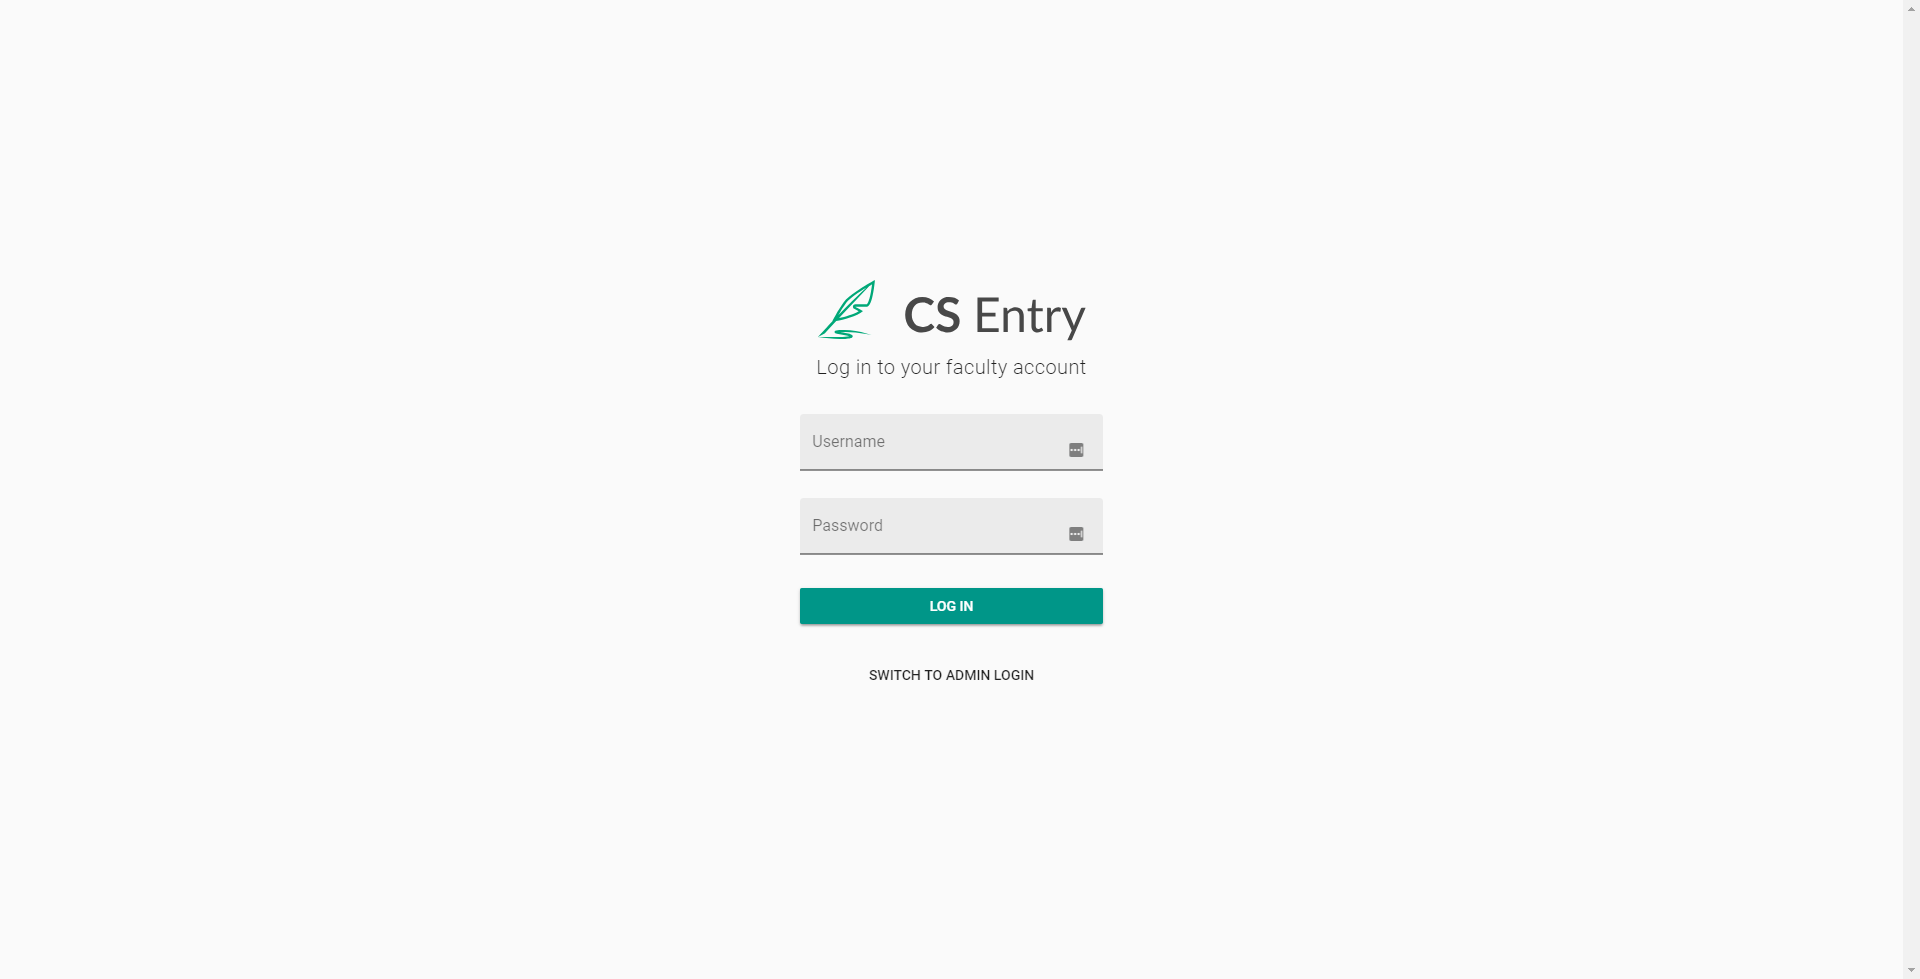 CS Entry
Log in to your faculty account
Username
Password
LOG IN
SWITCH TO ADMIN LOGIN